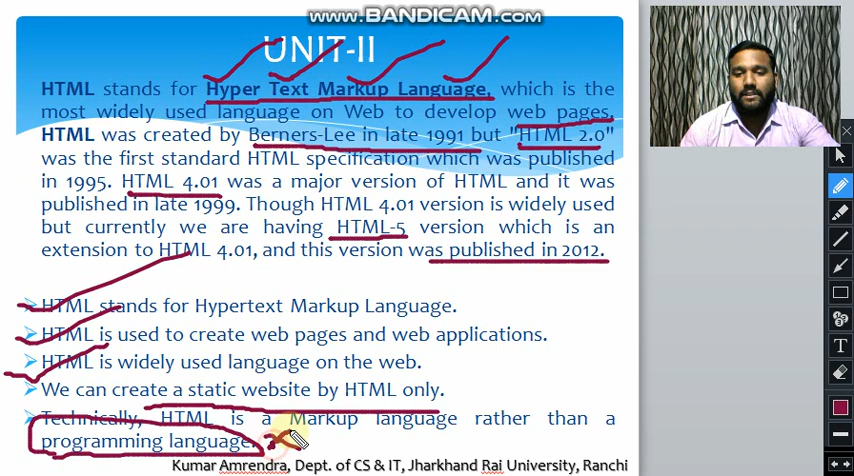 www.BANDICAM.com
UNIT-II
HTML stands for Hyper Text Markup Language, which is the
most widely used language on Web to develop web pages.
HTML was created by Berners-Lee in late 1991 but "HTML 2.0"
was the first standard HTML specification which was published
in 1995. HTML 4.01 was a major version of HTML and it was
published in late 1999. Though HTML 4.01 version is widely used
but currently we are having HTML-5 version which is an
extension to HTML 4.01, and this version was published in 2012.
HTML stands for Hypertext Markup Language.
HTML is used to create web pages and web applications.
HTML is widely used language on the web.
We can create a static website by HTML only.
Technically, HTML is a Markup language rather than a
programming language.
Kumar Amrendra, Dept. of CS & IT, Jharkhand Rai University, Ranchi
T